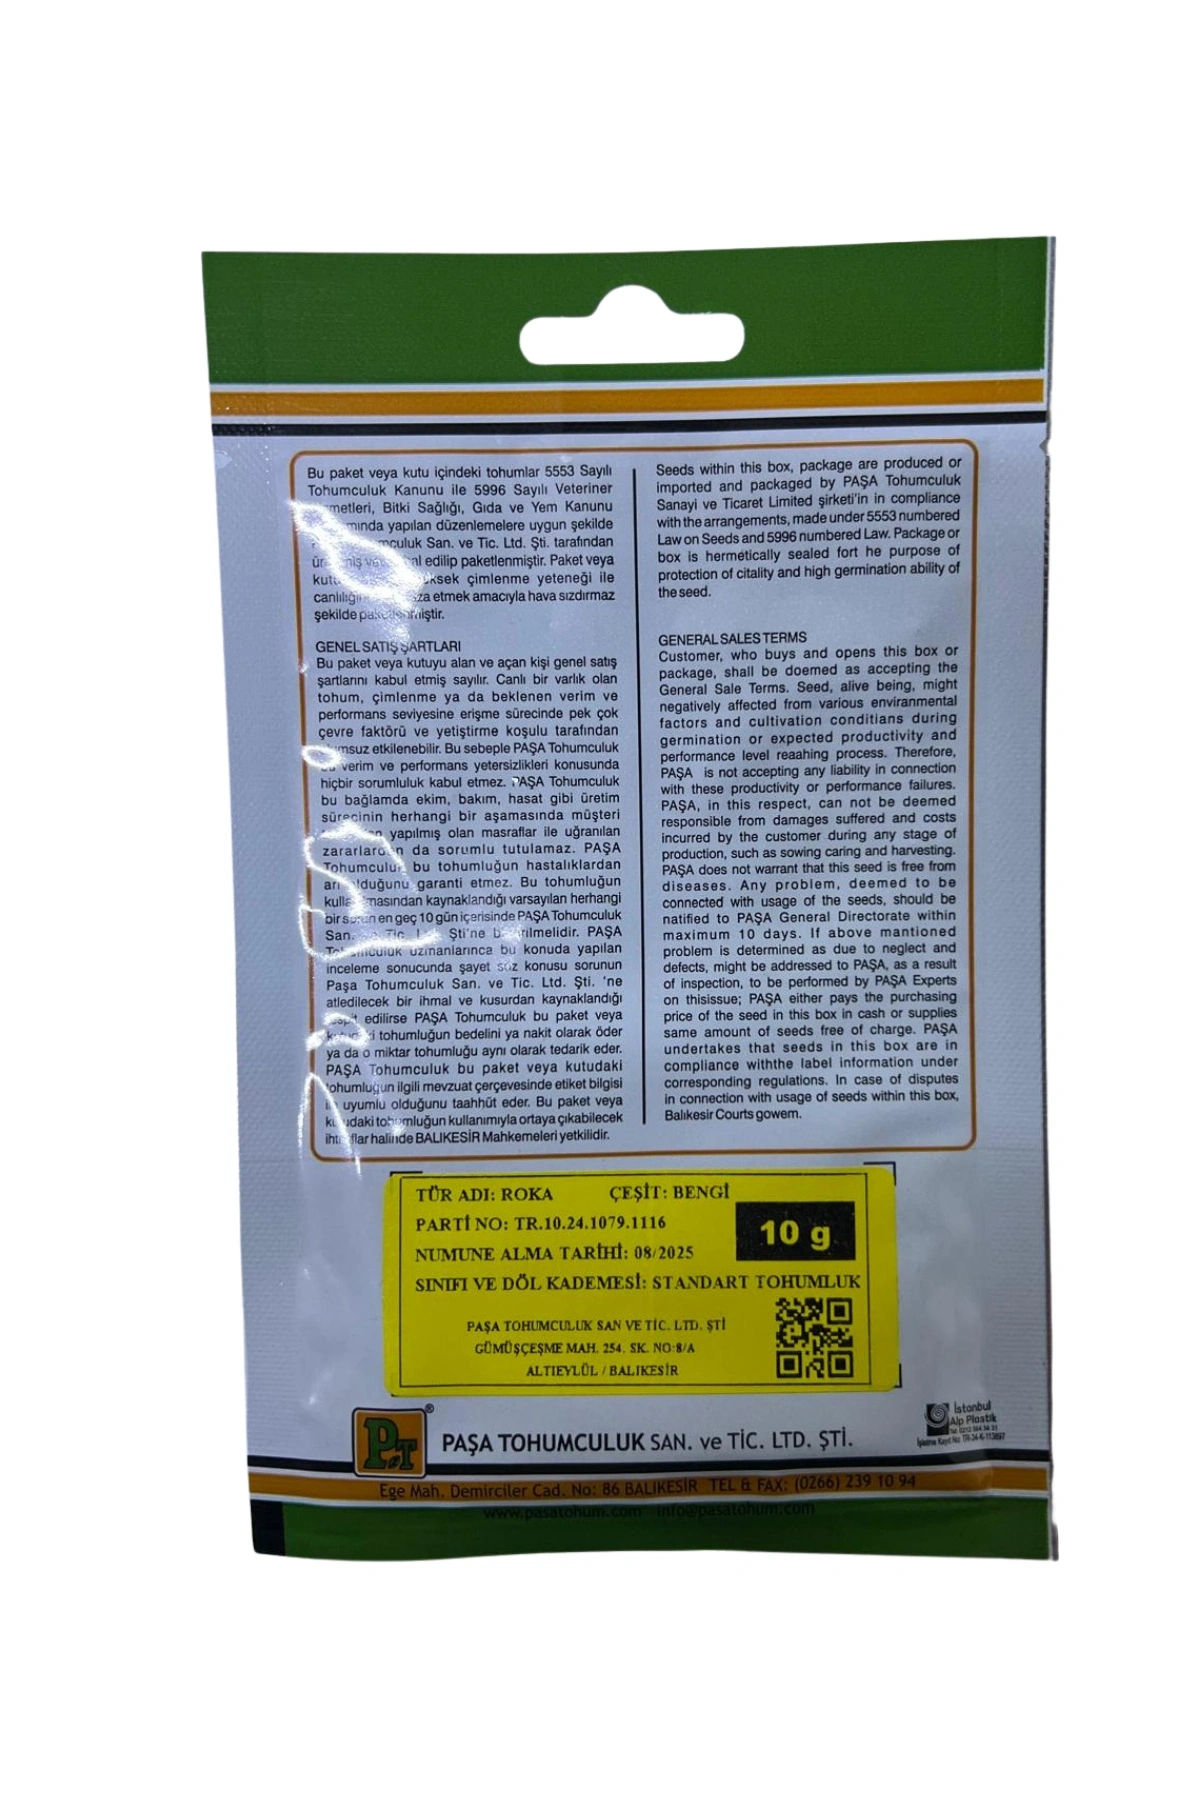 Bu paket veya kutu içindeki tohumlar 5553 Sayılı
Tohumculuk Kanunu ile 5996 Sayılı Veteriner
Bitki Sağlığı, Gıda ve Yem Kanunu
yapılan düzenlemelere uygun şekilde
San. ve Tic. Ltd. Şti. tarafından
edilip paketlenmiştir. Paket veya
çimlenme yeteneği ile
etmek amacıyla hava sızdırmaz
şekilde
GENEL SATIŞ ŞARTLARI
Bu paket veya kutuyu alan ve açan kişi genel satış
şartlarını kabul etmiş sayılır. Canlı bir varlık olan
tohum, çimlenme ya da beklenen verim ve
performans seviyesine erişme sürecinde pek çok
çevre faktörü ve yetiştirme koşulu tarafından
etkilenebilir. Bu sebeple PAŞA Tohumculuk
verim ve performans yetersizlikleri konusunda
hiçbir sorumluluk kabul etmez. PAŞA Tohumculuk
bu bağlamda ekim, bakım, hasat gibi üretim
sürecinin herhangi bir aşamasında müşteri
yapılmış olan masraflar ile uğranılan
zararlardan da sorumlu tutulamaz. PAŞA
Tohumculuk bu tohumluğun hastalıklardan
garanti etmez. Bu tohumluğun
kaynaklandığı varsayılan herhangi
bir en geç 10 gün içerisinde PAŞA Tohumculuk
San. Şti'ne PAŞA
uzmanlarınca bu konuda yapılan
inceleme sonucunda şayet söz konusu sorunun
Paşa Tohumculuk San. ve Tic. Ltd. Şti. 'ne
atledilecek bir ihmal ve kusurdan kaynaklandığı
edilirse PAŞA Tohumculuk bu paket veya
tohumluğun bedelini ya nakit olarak öder
ya da o miktar tohumluğu aynı olarak tedarik eder.
PAŞA Tohumculuk bu paket veya kutudaki
tohumluğun ilgili mevzuat çerçevesinde etiket bilgisi
uyumlu olduğunu taahhüt eder. Bu paket veya
tohumluğun kullanımıyla ortaya çıkabilecek
halinde BALIKESİR Mahkemeleri yetkilidir.
Seeds within this box, package are produced or
imported and packaged by PAŞA Tohumculuk
Sanayi ve Ticaret Limited şirketi'in in compliance
with the arrangements, made under 5553 numbered
Law on Seeds and 5996 numbered Law. Package or
box is hermetically sealed fort he purpose of
protection of citality and high germination ability of
the seed.
GENERAL SALES TERMS
Customer, who buys and opens this box or
package, shall be doemed as accepting the
General Sale Terms. Seed, alive being, might
negatively affected from various enviranmental
factors and cultivation conditians during
germination or expected productivity and
performance level reaahing process. Therefore,
PAŞA is not accepting any liability in connection
with these productivity or performance failures.
PAŞA, in this respect, can not be deemed
responsible from damages suffered and costs
incurred by the customer during any stage of
production, such as sowing caring and harvesting.
PAŞA does not warrant that this seed is free from
diseases. Any problem, deemed to be
connected with usage of the seeds, should be
natified to PAŞA General Directorate within
maximum 10 days. If above mantioned
problem is determined as due to neglect and
defects, might be addressed to PAŞA, as a result
of inspection, to be performed by PAŞA Experts
on thisissue; PAŞA either pays the purchasing
price of the seed in this box in cash or supplies
same amount of seeds free of charge. PAŞA
undertakes that seeds in this box are in
compliance withthe label information under
corresponding regulations. In case of disputes
in connection with usage of seeds within this box,
Balıkesir Courts gowem.
TÜR ADI: ROKA ÇEŞİT: BENGİ
PARTİ NO: TR.10.24.1079.1116
10 g
NUMUNE ALMA TARİHİ: 08/2025
SINIFI VE DÖL KADEMESİ: STANDART TOHUMLUK
PAŞA TOHUMCULUK SAN VE TİC. LTD. ŞTİ
GÜMÜŞÇEŞME MAH. 254. SK. NO:8/A
ALTIEYLÜL / BALIKESİR
PT ®
PAŞA TOHUMCULUK SAN. ve TİC. LTD. ŞTİ.
İstanbul
Alp Plastik
Ege Mah. Demirciler Cad. No: 86 BALIKESİR TEL & FAX: (0266) 239 10 94
www.pasatohum.com info@pasatohum.com